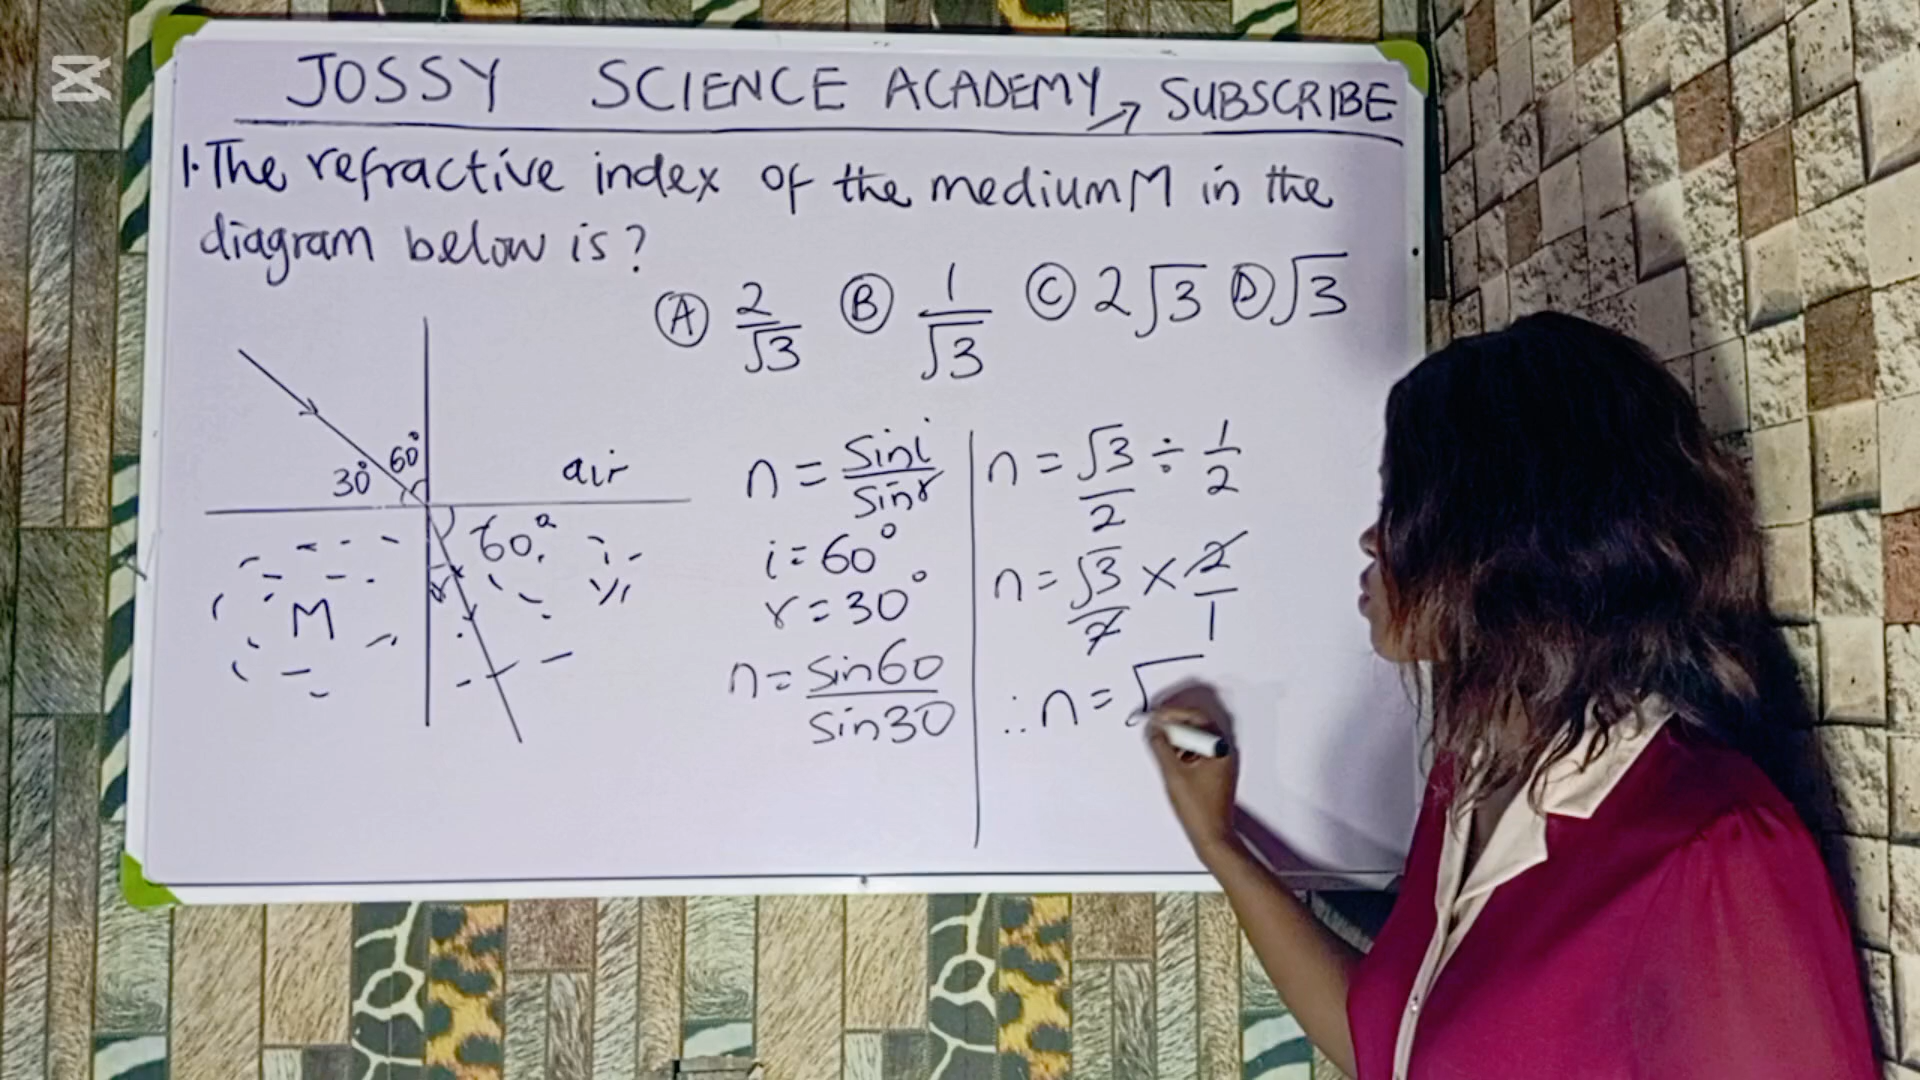 JOSSY SCIENCE ACADEMY → SUBSCRIBE
1. The refractive index of the medium M in the
diagram below is?
Ⓐ 2/√3 Ⓑ 1/√3 Ⓒ 2√3 Ⓓ √3
30° 60° air
60°
r
M
n = sin i / sin r
i = 60°
r = 30°
n = sin60 / sin30
n = √3/2 ÷ 1/2
n = √3/2 × 2/1
∴ n = √